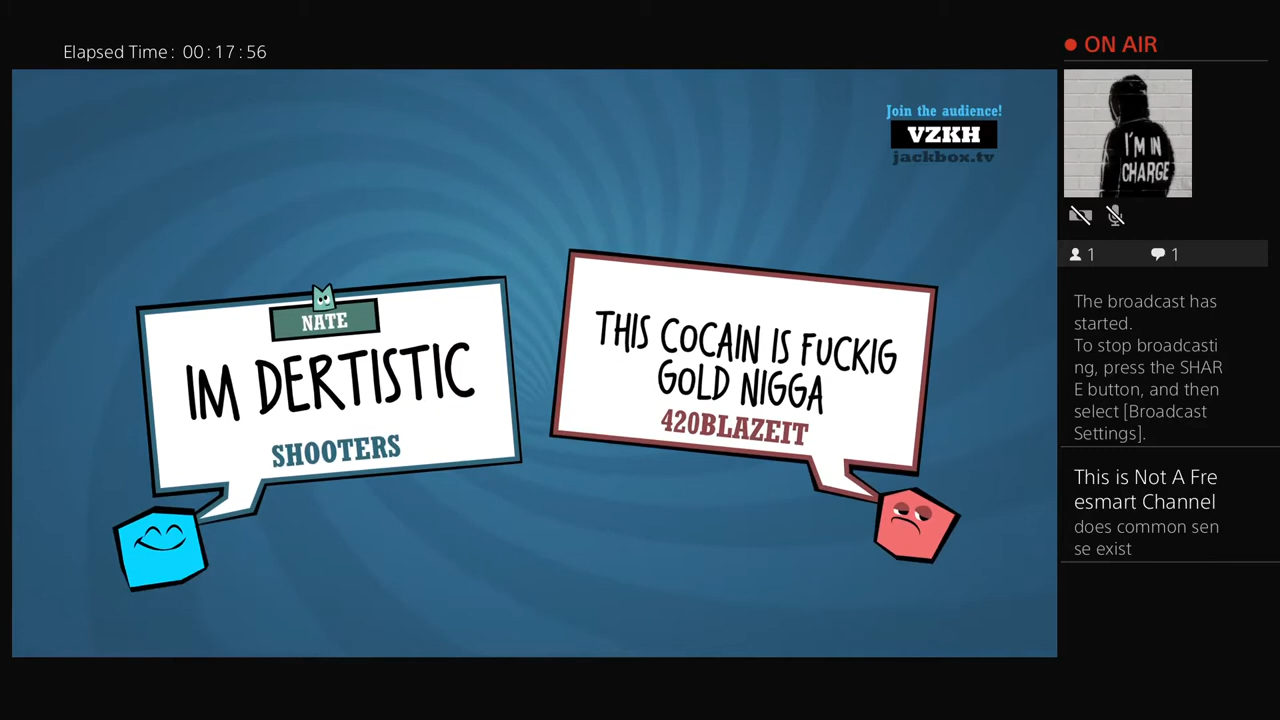 Elapsed Time: 00:17:56
ON AIR
Join the audience!
VZKH
jackbox.tv
I'M IN
CHARGE
1
1
NATE
IM DERTISTIC
SHOOTERS
THIS COCAIN IS FUCKIG
GOLD NIGGA
420BLAZEIT
The broadcast has
started.
To stop broadcasti
ng, press the SHAR
E button, and then
select [Broadcast
Settings].
This is Not A Fre
esmart Channel
does common sen
se exist